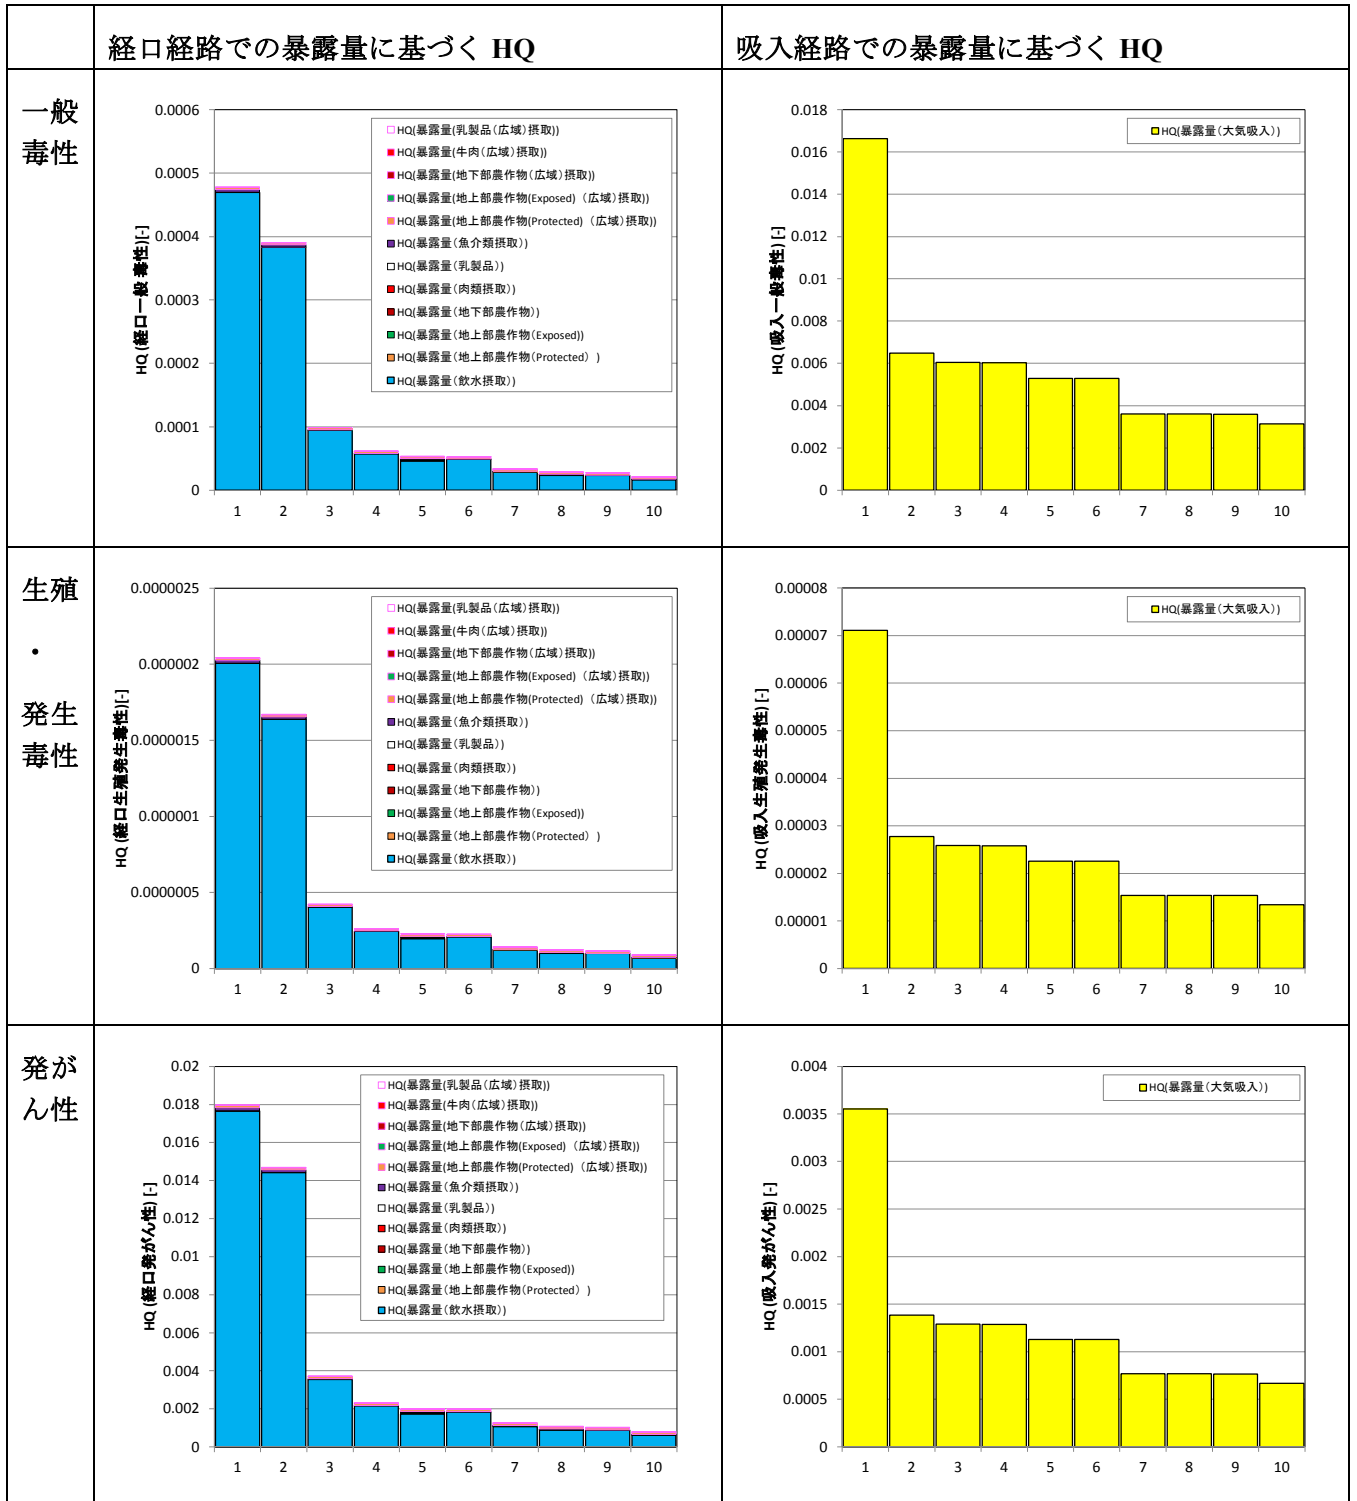 経口経路での暴露量に基づく HQ
吸入経路での暴露量に基づく HQ
一般
毒性
0.0006
0.0005
0.0004
0.0003
0.0002
0.0001
0
HQ (経口一般 毒性)[-]
HQ(暴露量(乳製品(広域)摂取))
HQ(暴露量(牛肉(広域)摂取))
HQ(暴露量(地下部農作物(広域)摂取))
HQ(暴露量(地上部農作物(Exposed)(広域)摂取))
HQ(暴露量(地上部農作物(Protected)(広域)摂取))
HQ(暴露量(魚介類摂取))
HQ(暴露量(乳製品))
HQ(暴露量(肉類摂取))
HQ(暴露量(地下部農作物))
HQ(暴露量(地上部農作物(Exposed))
HQ(暴露量(地上部農作物(Protected))
HQ(暴露量(飲水摂取))
1 2 3 4 5 6 7 8 9 10
0.018
0.016
0.014
0.012
0.01
0.008
0.006
0.004
0.002
0
HQ (吸入一般毒性) [-]
HQ(暴露量(大気吸入))
1 2 3 4 5 6 7 8 9 10
生殖
・
発生
毒性
0.0000025
0.000002
0.0000015
0.000001
0.0000005
0
HQ (経口生殖発生毒性)[-]
HQ(暴露量(乳製品(広域)摂取))
HQ(暴露量(牛肉(広域)摂取))
HQ(暴露量(地下部農作物(広域)摂取))
HQ(暴露量(地上部農作物(Exposed)(広域)摂取))
HQ(暴露量(地上部農作物(Protected)(広域)摂取))
HQ(暴露量(魚介類摂取))
HQ(暴露量(乳製品))
HQ(暴露量(肉類摂取))
HQ(暴露量(地下部農作物))
HQ(暴露量(地上部農作物(Exposed))
HQ(暴露量(地上部農作物(Protected))
HQ(暴露量(飲水摂取))
1 2 3 4 5 6 7 8 9 10
0.00008
0.00007
0.00006
0.00005
0.00004
0.00003
0.00002
0.00001
0
HQ (吸入生殖発生毒性) [-]
HQ(暴露量(大気吸入))
1 2 3 4 5 6 7 8 9 10
発が
ん性
0.02
0.018
0.016
0.014
0.012
0.01
0.008
0.006
0.004
0.002
0
HQ (経口発がん性) [-]
HQ(暴露量(乳製品(広域)摂取))
HQ(暴露量(牛肉(広域)摂取))
HQ(暴露量(地下部農作物(広域)摂取))
HQ(暴露量(地上部農作物(Exposed)(広域)摂取))
HQ(暴露量(地上部農作物(Protected)(広域)摂取))
HQ(暴露量(魚介類摂取))
HQ(暴露量(乳製品))
HQ(暴露量(肉類摂取))
HQ(暴露量(地下部農作物))
HQ(暴露量(地上部農作物(Exposed))
HQ(暴露量(地上部農作物(Protected))
HQ(暴露量(飲水摂取))
1 2 3 4 5 6 7 8 9 10
0.004
0.0035
0.003
0.0025
0.002
0.0015
0.001
0.0005
0
HQ (吸入発がん性) [-]
HQ(暴露量(大気吸入))
1 2 3 4 5 6 7 8 9 10